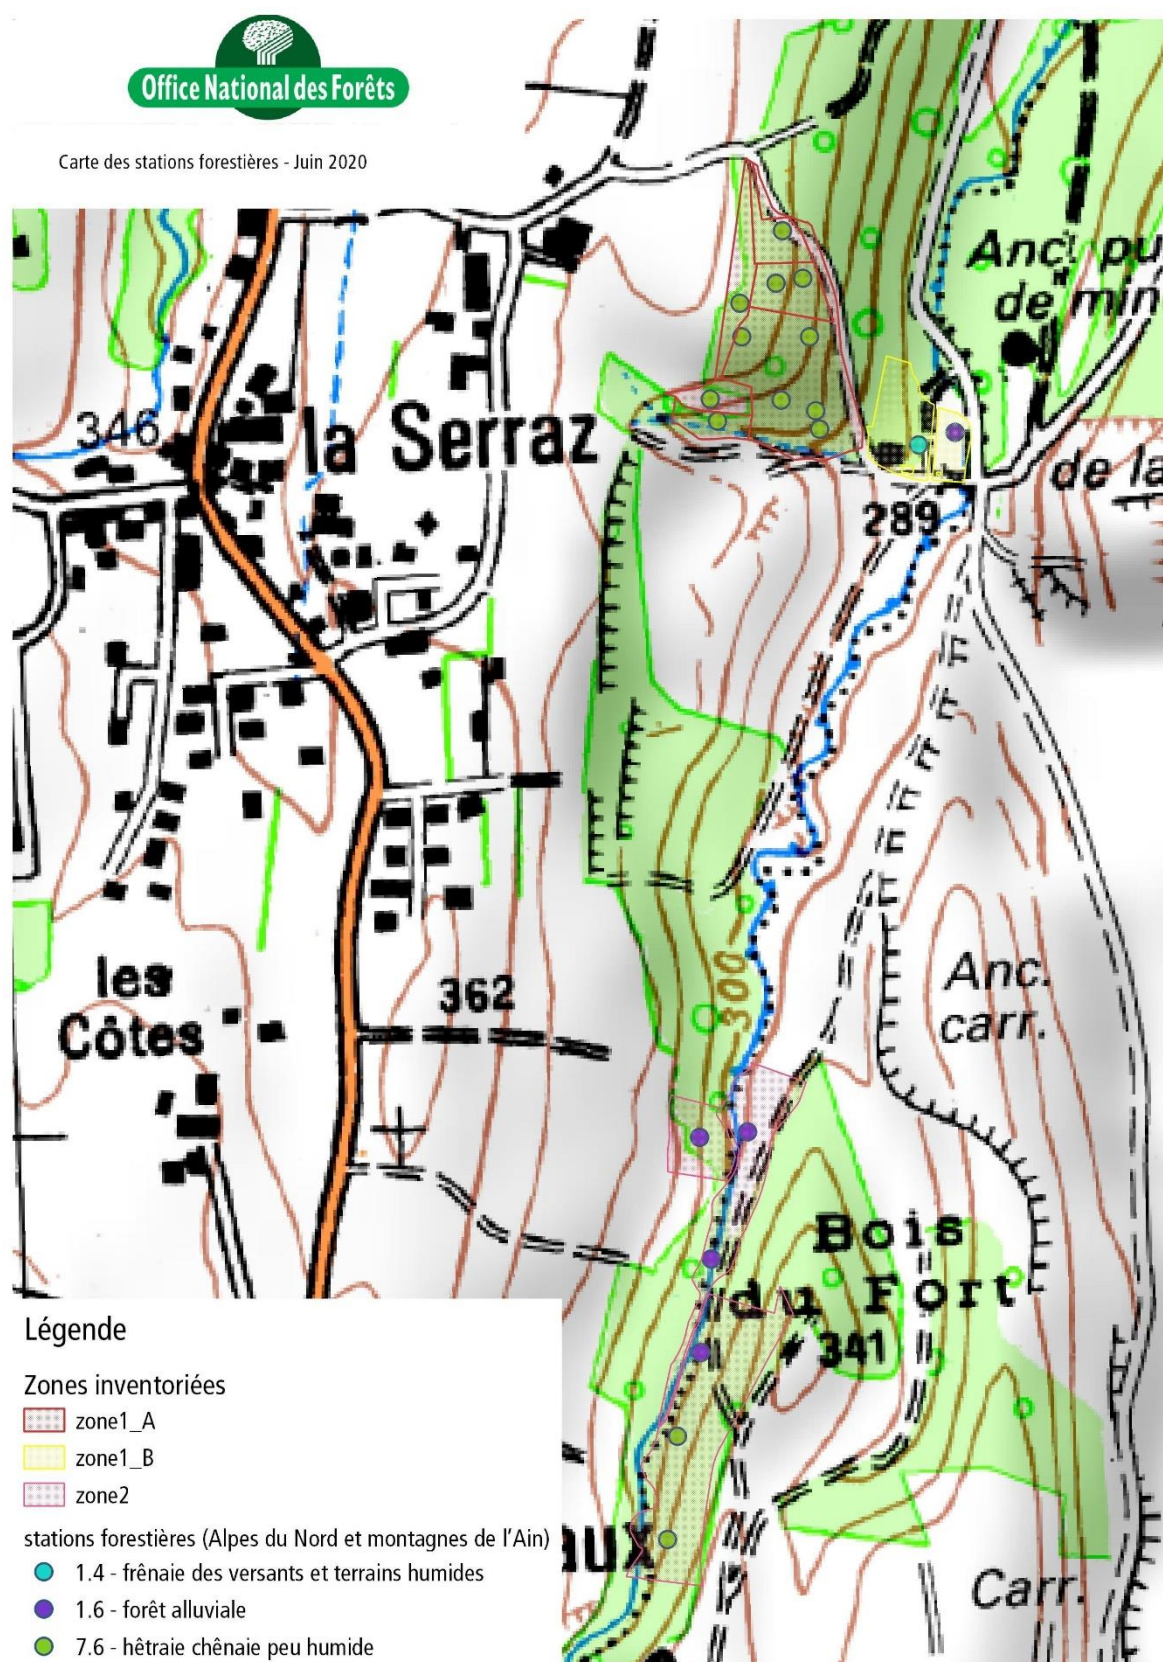 Office National des Forêts
Carte des stations forestières - Juin 2020
Anc
de min
346
la Serraz
de la
289
les
Côtes
362
300
Anc.
carr.
Bois
du Fort
341
Carr.
Légende
Zones inventoriées
zone1_A
zone1_B
zone2
stations forestières (Alpes du Nord et montagnes de l'Ain)
1.4 - frênaie des versants et terrains humides
1.6 - forêt alluviale
7.6 - hêtraie chênaie peu humide